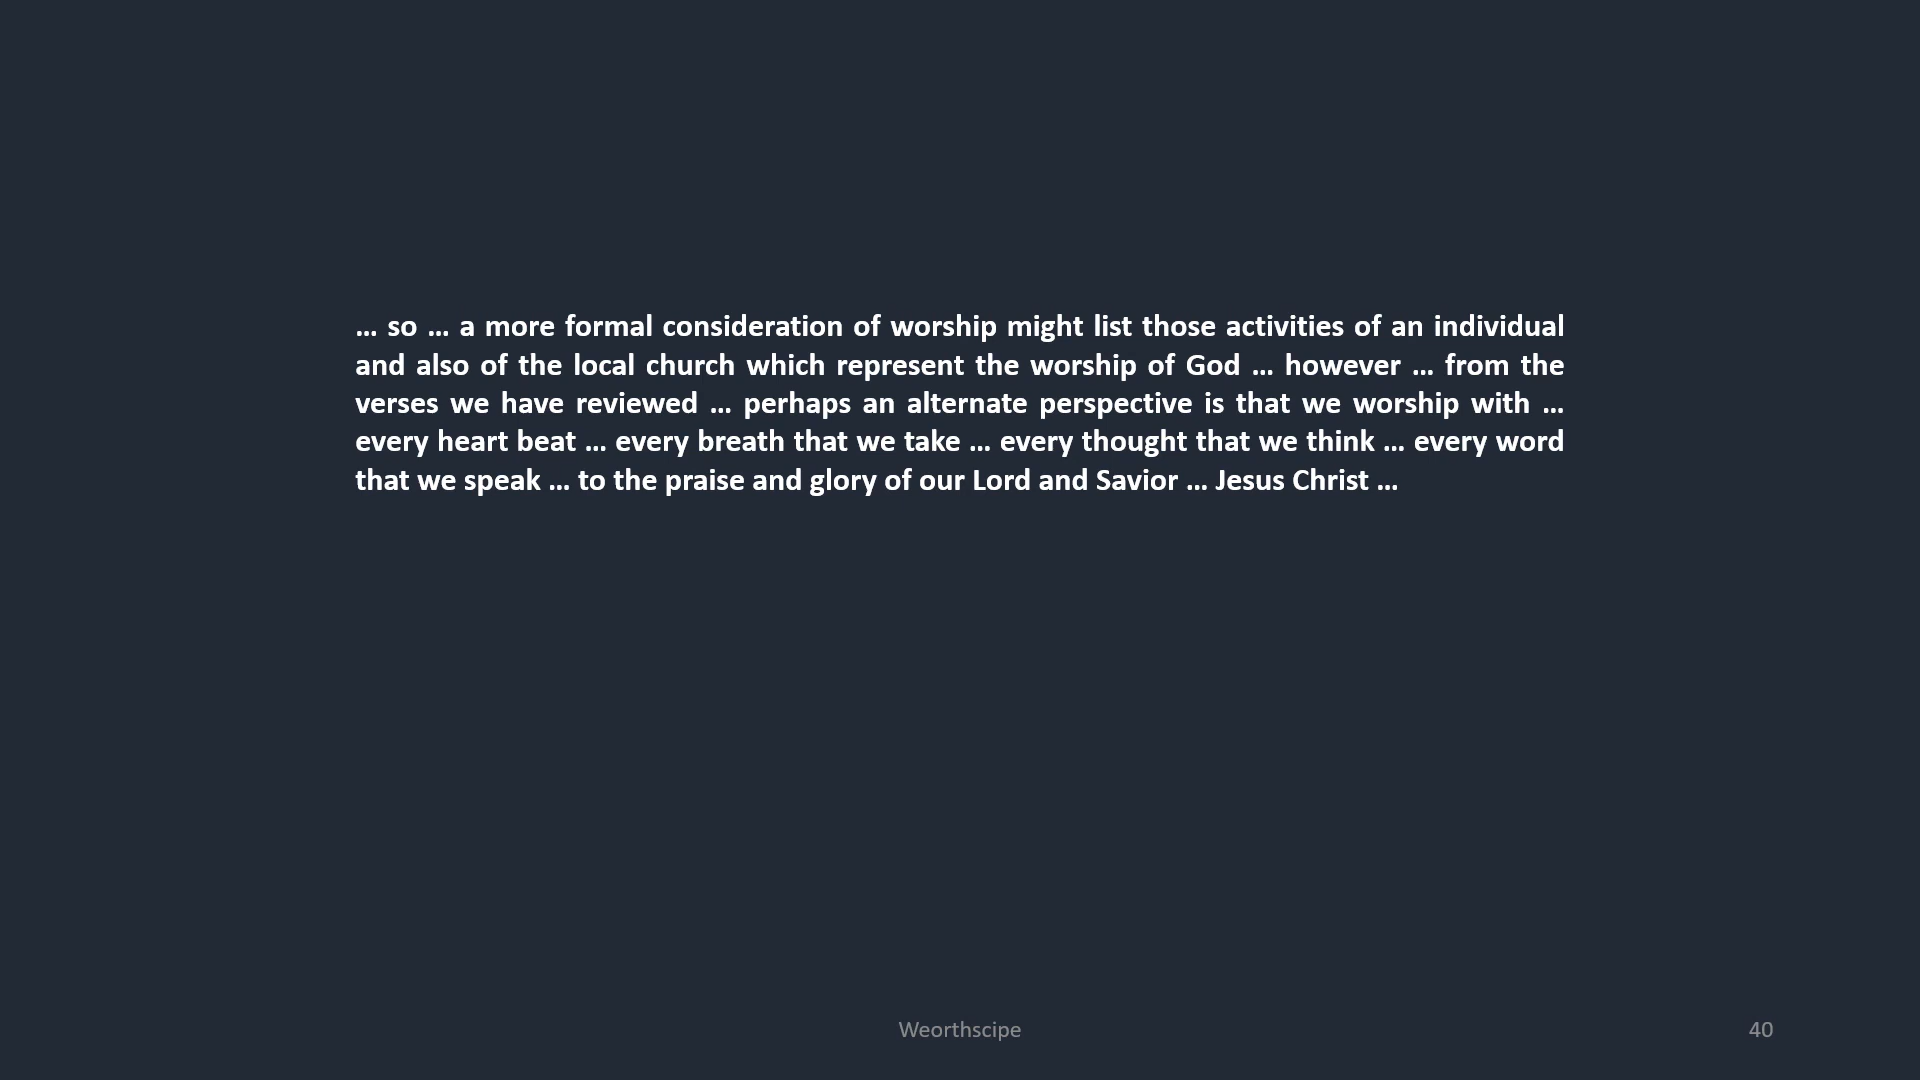 … so … a more formal consideration of worship might list those activities of an individual
and also of the local church which represent the worship of God … however … from the
verses we have reviewed … perhaps an alternate perspective is that we worship with …
every heart beat … every breath that we take … every thought that we think … every word
that we speak … to the praise and glory of our Lord and Savior … Jesus Christ …
Weorthscipe
40